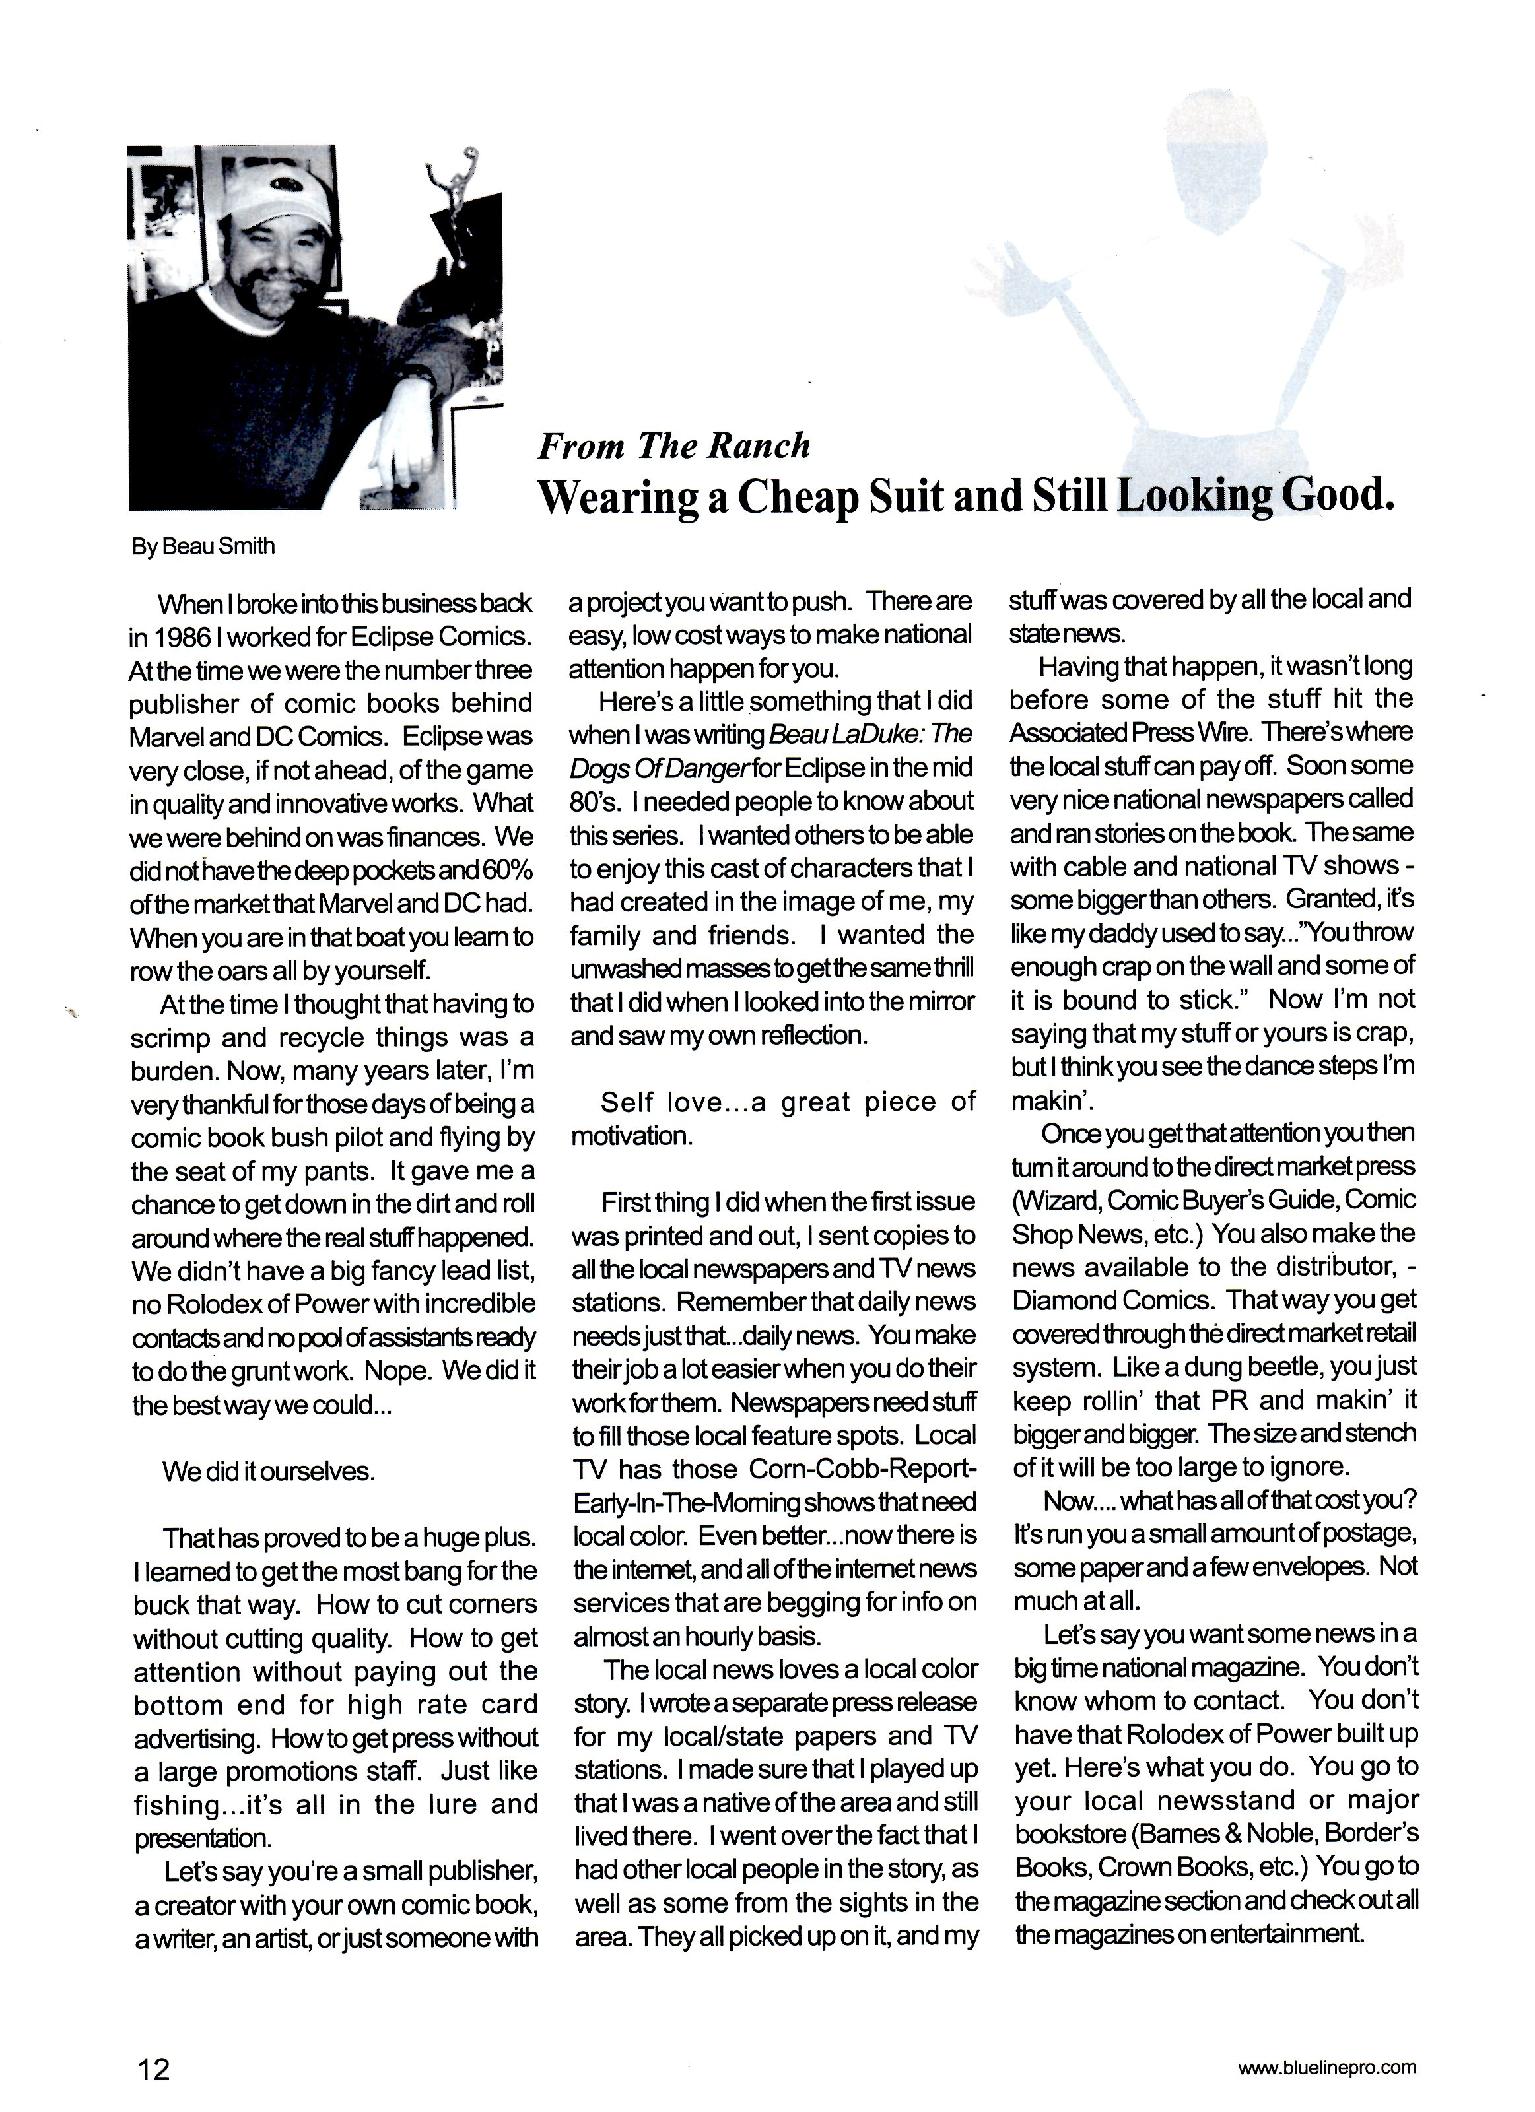 From The Ranch
Wearing a Cheap Suit and Still Looking Good.
By Beau Smith
When I broke into this business back
in 1986 I worked for Eclipse Comics.
At the time we were the number three
publisher of comic books behind
Marvel and DC Comics. Eclipse was
very close, if not ahead, of the game
in quality and innovative works. What
we were behind on was finances. We
did not have the deep pockets and 60%
of the market that Marvel and DC had.
When you are in that boat you learn to
row the oars all by yourself.
At the time I thought that having to
scrimp and recycle things was a
burden. Now, many years later, I'm
very thankful for those days of being a
comic book bush pilot and flying by
the seat of my pants. It gave me a
chance to get down in the dirt and roll
around where the real stuff happened.
We didn't have a big fancy lead list,
no Rolodex of Power with incredible
contacts and no pool of assistants ready
to do the grunt work. Nope. We did it
the best way we could...
We did it ourselves.
That has proved to be a huge plus.
I learned to get the most bang for the
buck that way. How to cut corners
without cutting quality. How to get
attention without paying out the
bottom end for high rate card
advertising. How to get press without
a large promotions staff. Just like
fishing...it's all in the lure and
presentation.
Let's say you're a small publisher,
a creator with your own comic book,
a writer, an artist, or just someone with
a project you want to push. There are
easy, low cost ways to make national
attention happen for you.
Here's a little something that I did
when I was writing Beau LaDuke: The
Dogs Of Danger for Eclipse in the mid
80's. I needed people to know about
this series. I wanted others to be able
to enjoy this cast of characters that I
had created in the image of me, my
family and friends. I wanted the
unwashed masses to get the same thrill
that I did when I looked into the mirror
and saw my own reflection.
Self love...a great piece of
motivation.
First thing I did when the first issue
was printed and out, I sent copies to
all the local newspapers and TV news
stations. Remember that daily news
needs just that...daily news. You make
their job a lot easier when you do their
work for them. Newspapers need stuff
to fill those local feature spots. Local
TV has those Corn-Cobb-Report-
Early-In-The-Morning shows that need
local color. Even better...now there is
the internet, and all of the internet news
services that are begging for info on
almost an hourly basis.
The local news loves a local color
story. I wrote a separate press release
for my local/state papers and TV
stations. I made sure that I played up
that I was a native of the area and still
lived there. I went over the fact that I
had other local people in the story, as
well as some from the sights in the
area. They all picked up on it, and my
stuff was covered by all the local and
state news.
Having that happen, it wasn't long
before some of the stuff hit the
Associated Press Wire. There's where
the local stuff can pay off. Soon some
very nice national newspapers called
and ran stories on the book. The same
with cable and national TV shows -
some bigger than others. Granted, it's
like my daddy used to say..."You throw
enough crap on the wall and some of
it is bound to stick." Now I'm not
saying that my stuff or yours is crap,
but I think you see the dance steps I'm
makin'.
Once you get that attention you then
turn it around to the direct market press
(Wizard, Comic Buyer's Guide, Comic
Shop News, etc.) You also make the
news available to the distributor, -
Diamond Comics. That way you get
covered through the direct market retail
system. Like a dung beetle, you just
keep rollin' that PR and makin' it
bigger and bigger. The size and stench
of it will be too large to ignore.
Now.... what has all of that cost you?
It's run you a small amount of postage,
some paper and a few envelopes. Not
much at all.
Let's say you want some news in a
big time national magazine. You don't
know whom to contact. You don't
have that Rolodex of Power built up
yet. Here's what you do. You go to
your local newsstand or major
bookstore (Barnes & Noble, Border's
Books, Crown Books, etc.) You go to
the magazine section and check out all
the magazines on entertainment.
12
www.bluelinepro.com